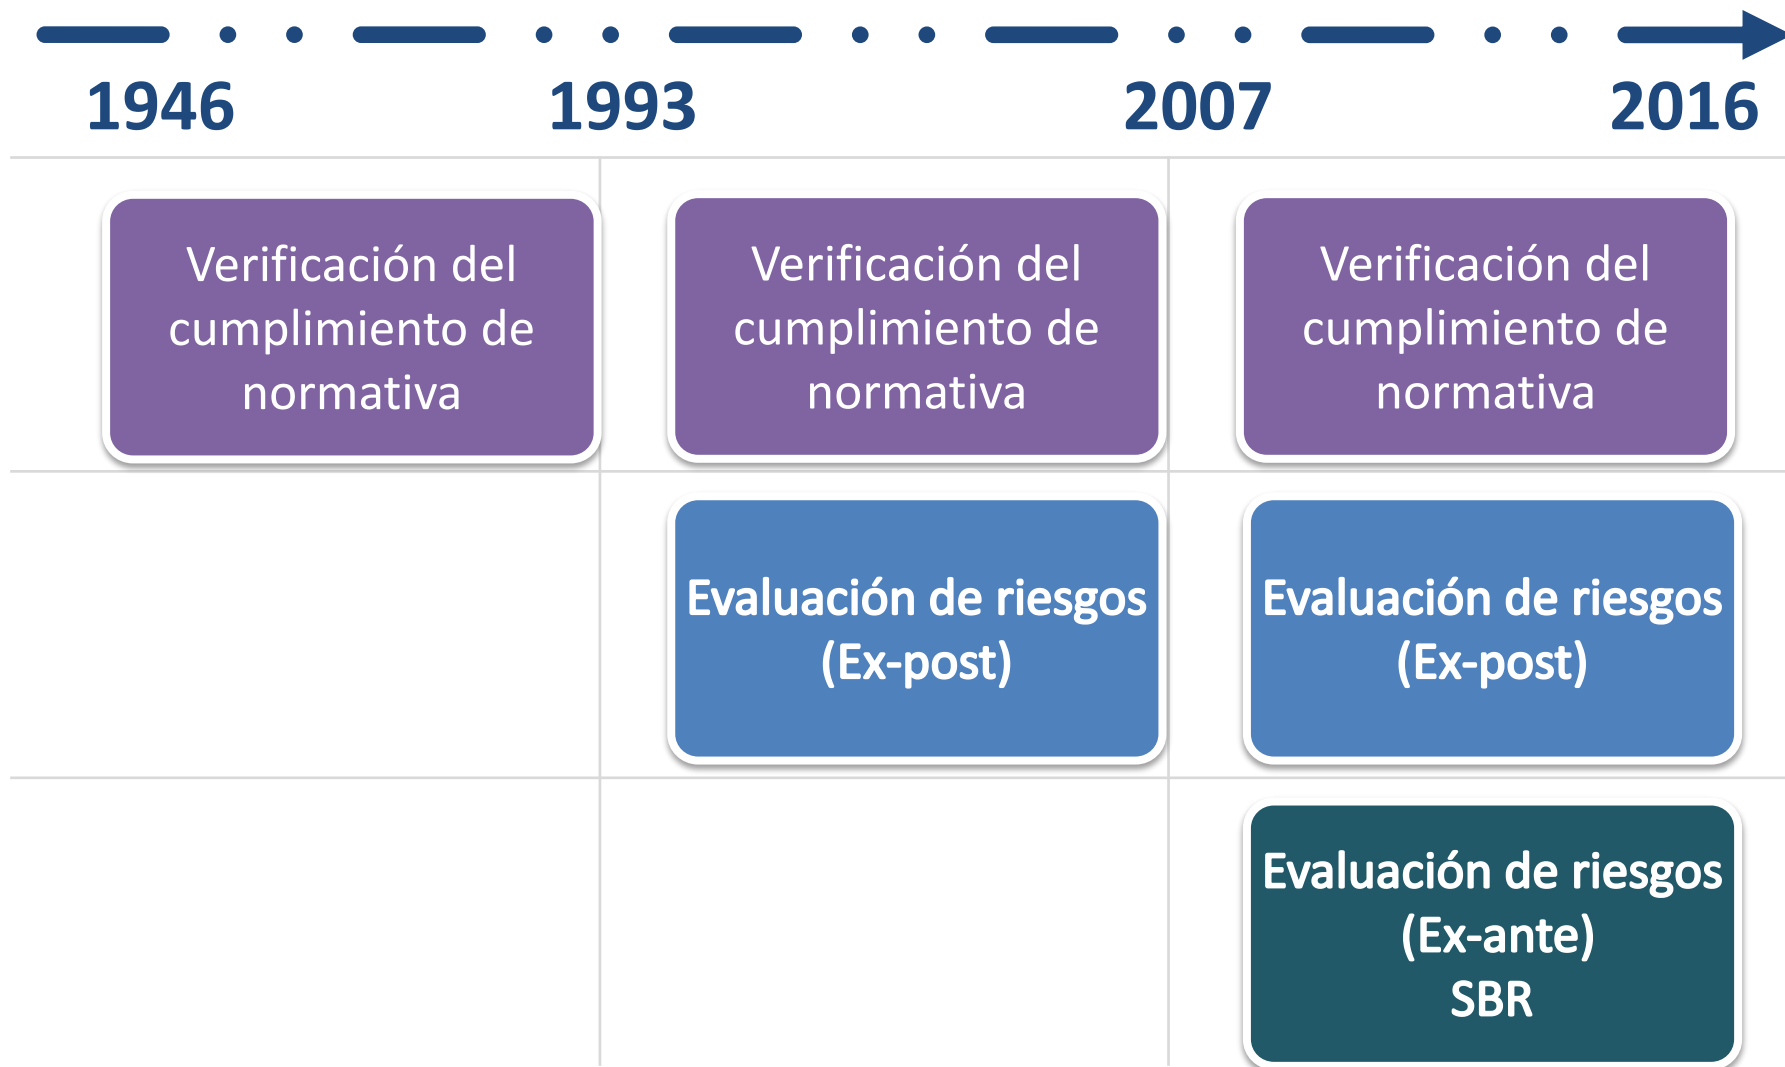 1946
1993
2007
2016
Verificación del
cumplimiento de
normativa
Verificación del
cumplimiento de
normativa
Verificación del
cumplimiento de
normativa
Evaluación de riesgos
(Ex-post)
Evaluación de riesgos
(Ex-post)
Evaluación de riesgos
(Ex-ante)
SBR